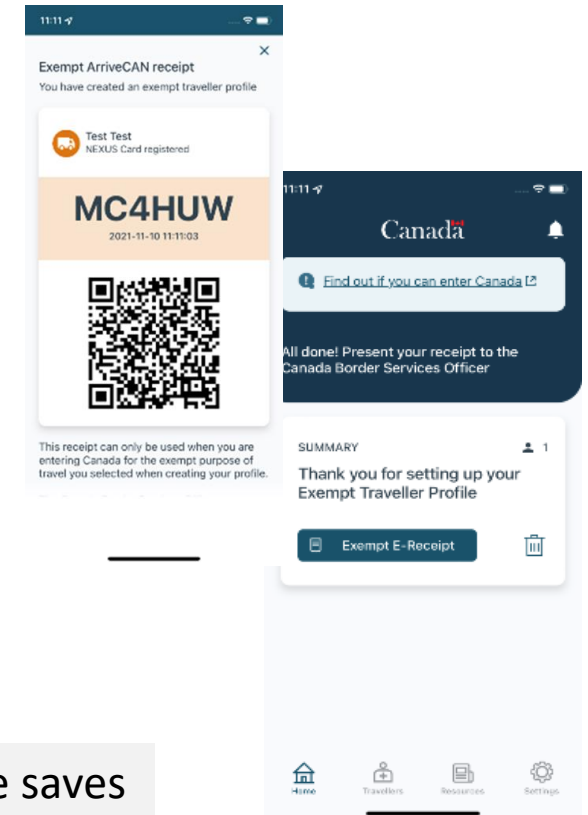 11:11
Exempt ArriveCAN receipt
You have created an exempt traveller profile
Test Test
NEXUS Card registered
MC4HUW
2021-11-10 11:11:03
This receipt can only be used when you are
entering Canada for the exempt purpose of
travel you selected when creating your profile.
11:11
Canada
Find out if you can enter Canada
All done! Present your receipt to the
Canada Border Services Officer
SUMMARY
1
Thank you for setting up your
Exempt Traveller Profile
Exempt E-Receipt
Home
Travellers
Resources
Settings
e saves